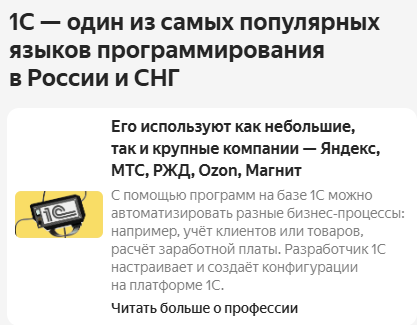 1С — один из самых популярных
языков программирования
в России и СНГ
Его используют как небольшие,
так и крупные компании — Яндекс,
МТС, РЖД, Ozon, Магнит
1С
С помощью программ на базе 1С можно
автоматизировать разные бизнес-процессы:
например, учёт клиентов или товаров,
расчёт заработной платы. Разработчик 1С
настраивает и создаёт конфигурации
на платформе 1С.
Читать больше о профессии